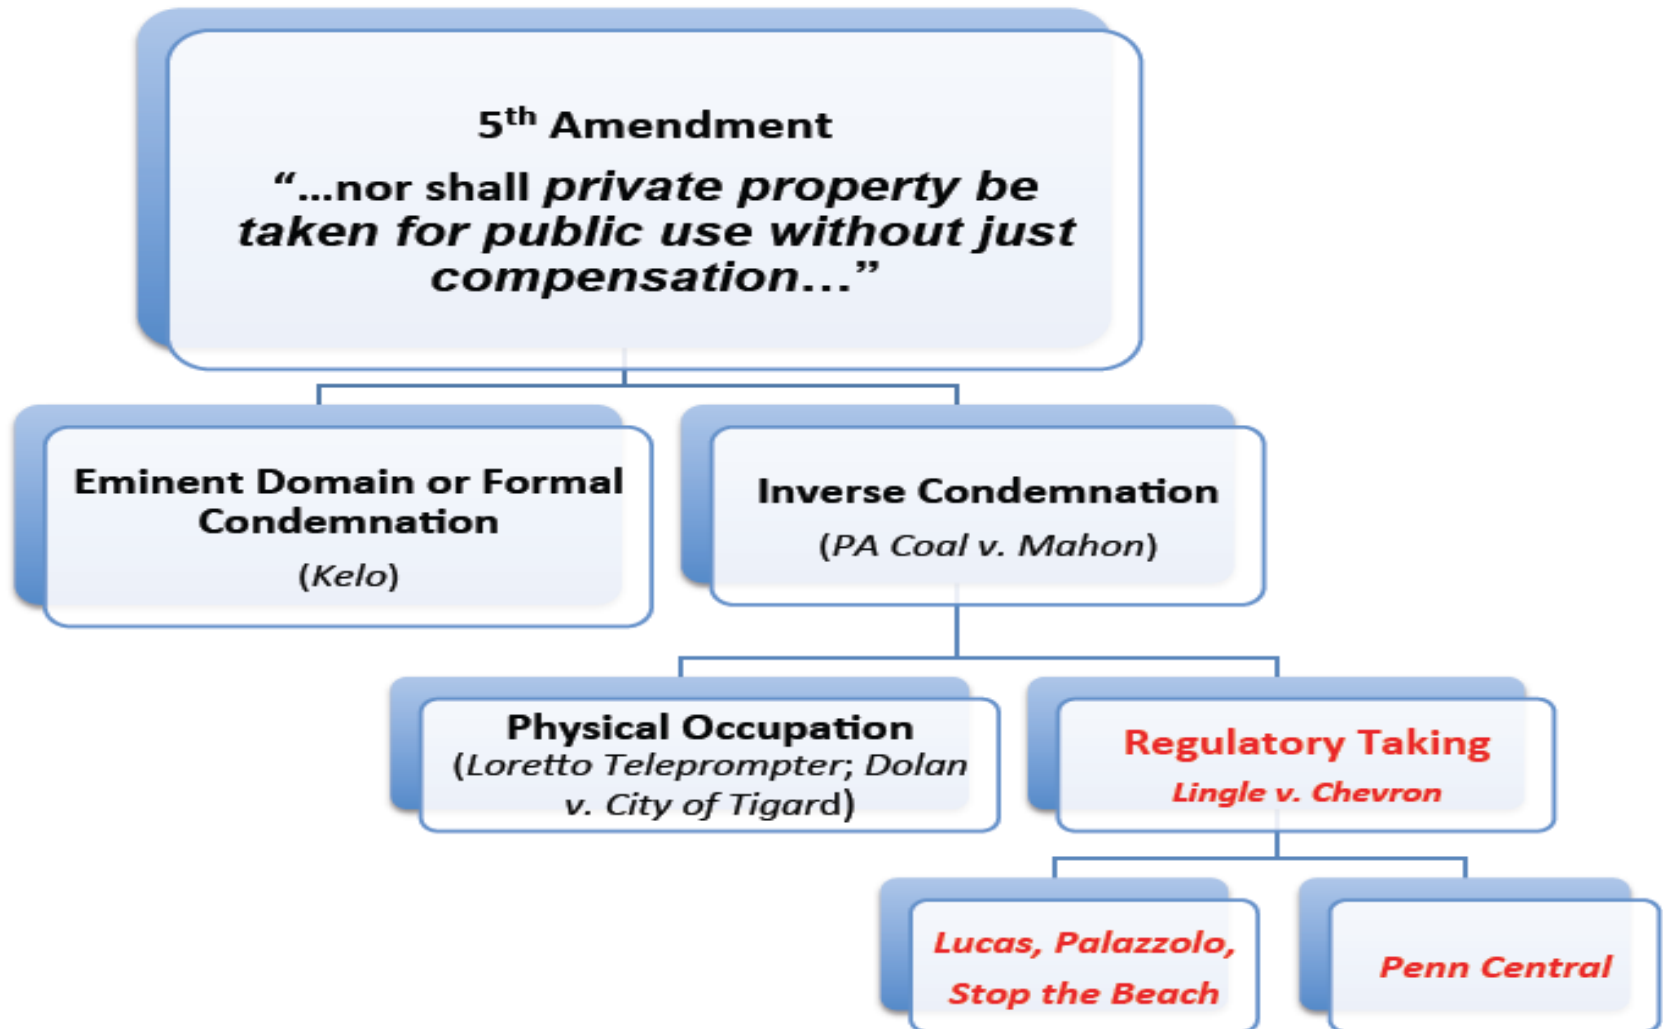 5th Amendment
“...nor shall private property be
taken for public use without just
compensation...”
Eminent Domain or Formal
Condemnation
(Kelo)
Inverse Condemnation
(PA Coal v. Mahon)
Physical Occupation
(Loretto Teleprompter; Dolan
v. City of Tigard)
Regulatory Taking
Lingle v. Chevron
Lucas, Palazzolo,
Stop the Beach
Penn Central